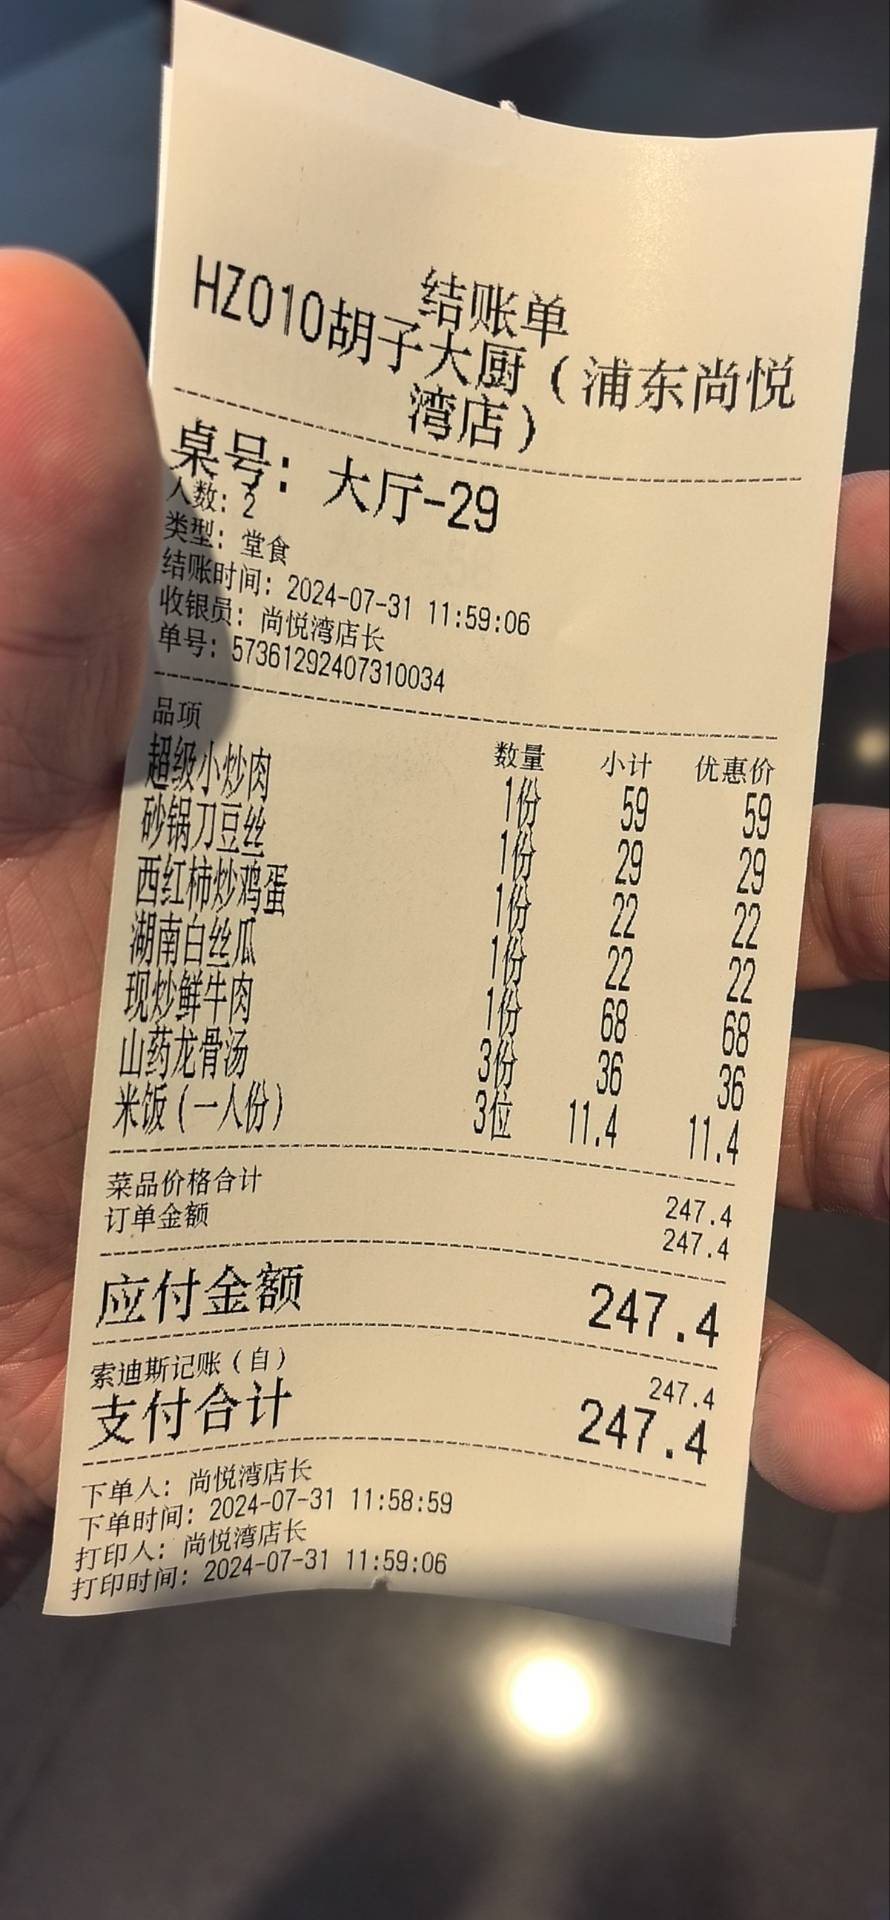 结账单
HZ010胡子大厨（浦东尚悦
湾店）
桌号：大厅-29
人数：2
类型：堂食
结账时间：2024-07-31 11:59:06
收银员：尚悦湾店长
单号：57361292407310034
品项 数量 小计 优惠价
超级小炒肉 1份 59 59
砂锅刀豆丝 1份 29 29
西红柿炒鸡蛋 1份 22 22
湖南白丝瓜 1份 22 22
现炒鲜牛肉 1份 68 68
山药龙骨汤 3份 36 36
米饭（一人份） 3位 11.4 11.4
菜品价格合计 247.4
订单金额 247.4
应付金额 247.4
索迪斯记账（自） 247.4
支付合计 247.4
下单人：尚悦湾店长
下单时间：2024-07-31 11:58:59
打印人：尚悦湾店长
打印时间：2024-07-31 11:59:06